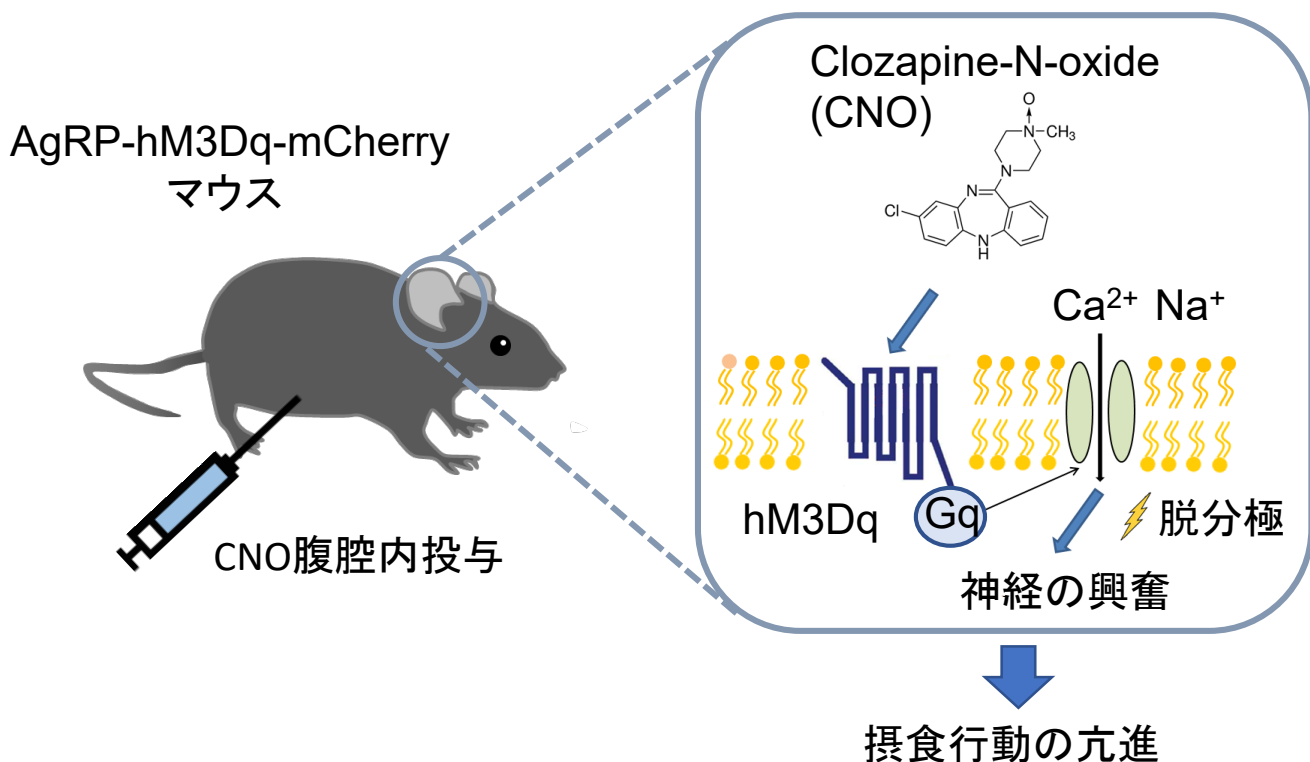 AgRP-hM3Dq-mCherry
マウス
CNO腹腔内投与
Clozapine-N-oxide
(CNO)
O
N
CH₃
N
N
Cl
N
H
Ca²⁺ Na⁺
hM3Dq
Gq
脱分極
神経の興奮
摂食行動の亢進